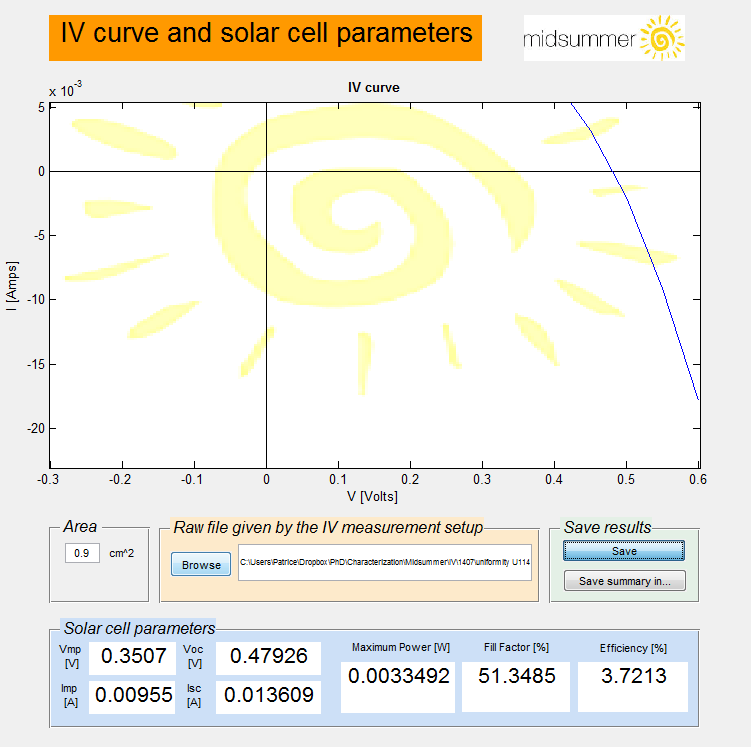 IV curve and solar cell parameters
midsummer
IV curve
x 10^-3
5
0
-5
-10
-15
-20
I [Amps]
-0.3 -0.2 -0.1 0 0.1 0.2 0.3 0.4 0.5 0.6
V [Volts]
Area
0.9 cm^2
Raw file given by the IV measurement setup
Browse
C:\Users\Patrice\Dropbox\PhD\Characterization\Midsummer\IV\1407\uniformity U114
Save results
Save
Save summary in...
Solar cell parameters
Vmp [V] 0.3507 Voc [V] 0.47926
Imp [A] 0.00955 Isc [A] 0.013609
Maximum Power [W] Fill Factor [%] Efficiency [%]
0.0033492 51.3485 3.7213